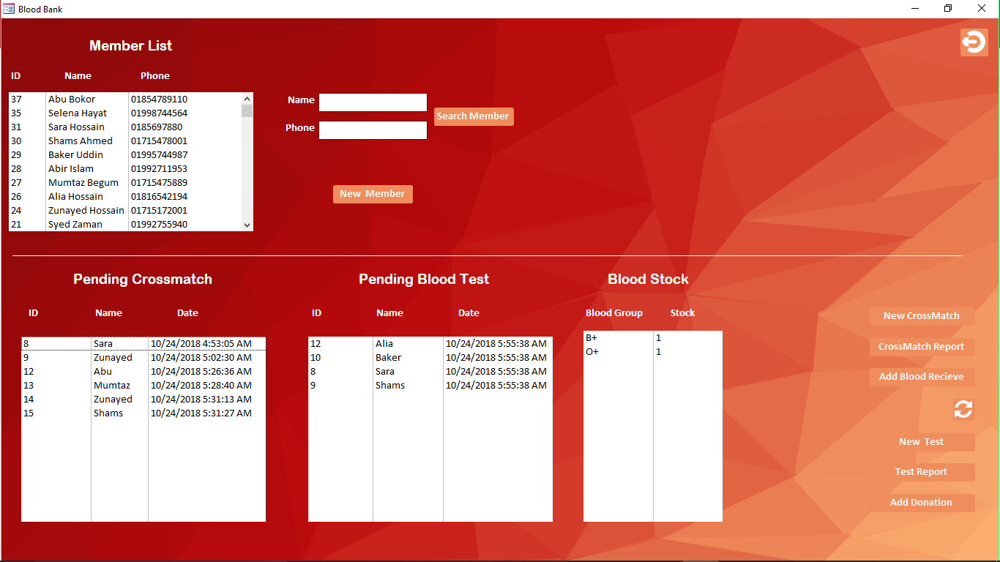 Blood Bank
Member List
ID Name Phone
37 Abu Bokor 01854789110
35 Selena Hayat 01998744564
31 Sara Hossain 0185697880
30 Shams Ahmed 01715478001
29 Baker Uddin 01995744987
28 Abir Islam 01992711953
27 Mumtaz Begum 01715475889
26 Alia Hossain 01816542194
24 Zunayed Hossain 01715172001
21 Syed Zaman 01992755940
Name
Phone
Search Member
New Member
Pending Crossmatch
ID Name Date
8 Sara 10/24/2018 4:53:05 AM
9 Zunayed 10/24/2018 5:02:30 AM
12 Abu 10/24/2018 5:26:36 AM
13 Mumtaz 10/24/2018 5:28:40 AM
14 Zunayed 10/24/2018 5:31:13 AM
15 Shams 10/24/2018 5:31:27 AM
Pending Blood Test
ID Name Date
12 Alia 10/24/2018 5:55:38 AM
10 Baker 10/24/2018 5:55:38 AM
8 Sara 10/24/2018 5:55:38 AM
9 Shams 10/24/2018 5:55:38 AM
Blood Stock
Blood Group Stock
B+ 1
O+ 1
New CrossMatch
CrossMatch Report
Add Blood Recieve
New Test
Test Report
Add Donation